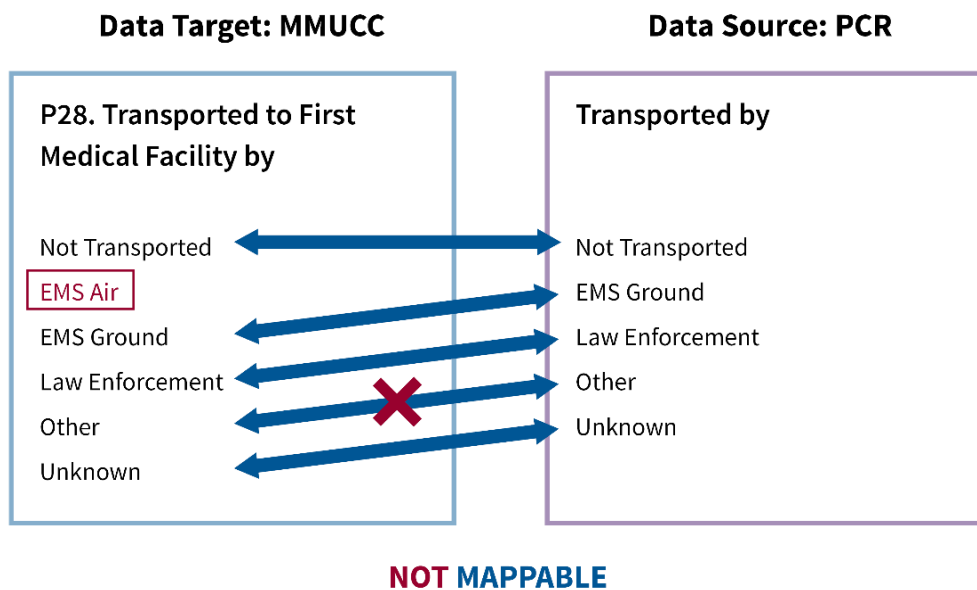 Data Target: MMUCC
Data Source: PCR
P28. Transported to First
Medical Facility by
Not Transported
EMS Air
EMS Ground
Law Enforcement
Other
Unknown
Transported by
Not Transported
EMS Ground
Law Enforcement
Other
Unknown
NOT MAPPABLE